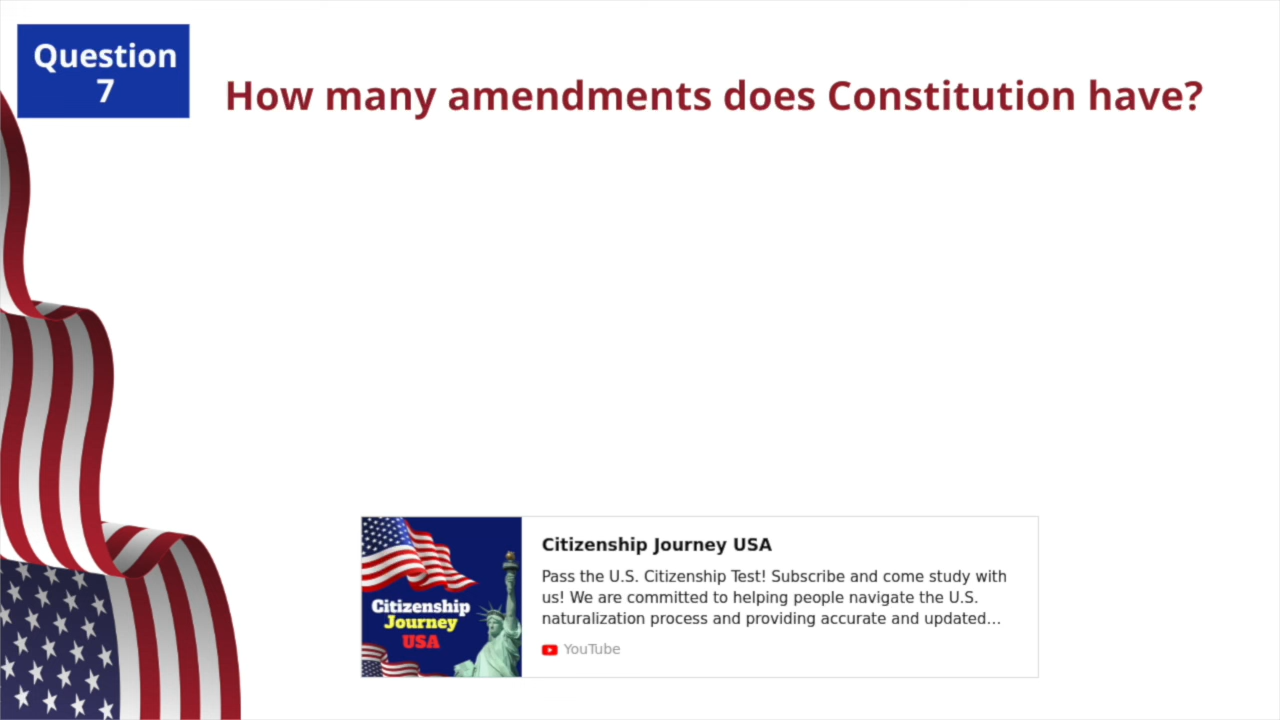 Question
7
How many amendments does Constitution have?
Citizenship Journey USA
Pass the U.S. Citizenship Test! Subscribe and come study with
us! We are committed to helping people navigate the U.S.
naturalization process and providing accurate and updated...
YouTube
Citizenship
Journey
USA